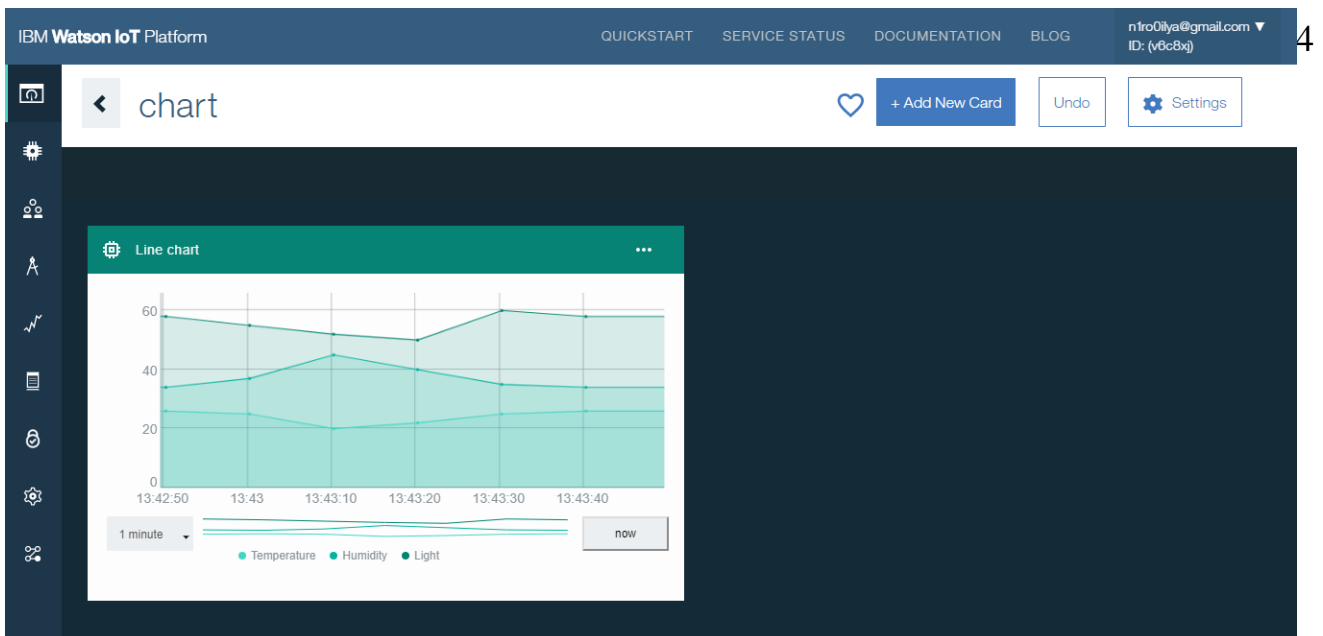 IBM Watson IoT Platform QUICKSTART SERVICE STATUS DOCUMENTATION BLOG n1ro0ilya@gmail.com ▼
ID: (v6c8xj)
4
chart + Add New Card Undo Settings
Line chart ...
60
40
20
0
13:42:50 13:43 13:43:10 13:43:20 13:43:30 13:43:40
1 minute now
Temperature Humidity Light